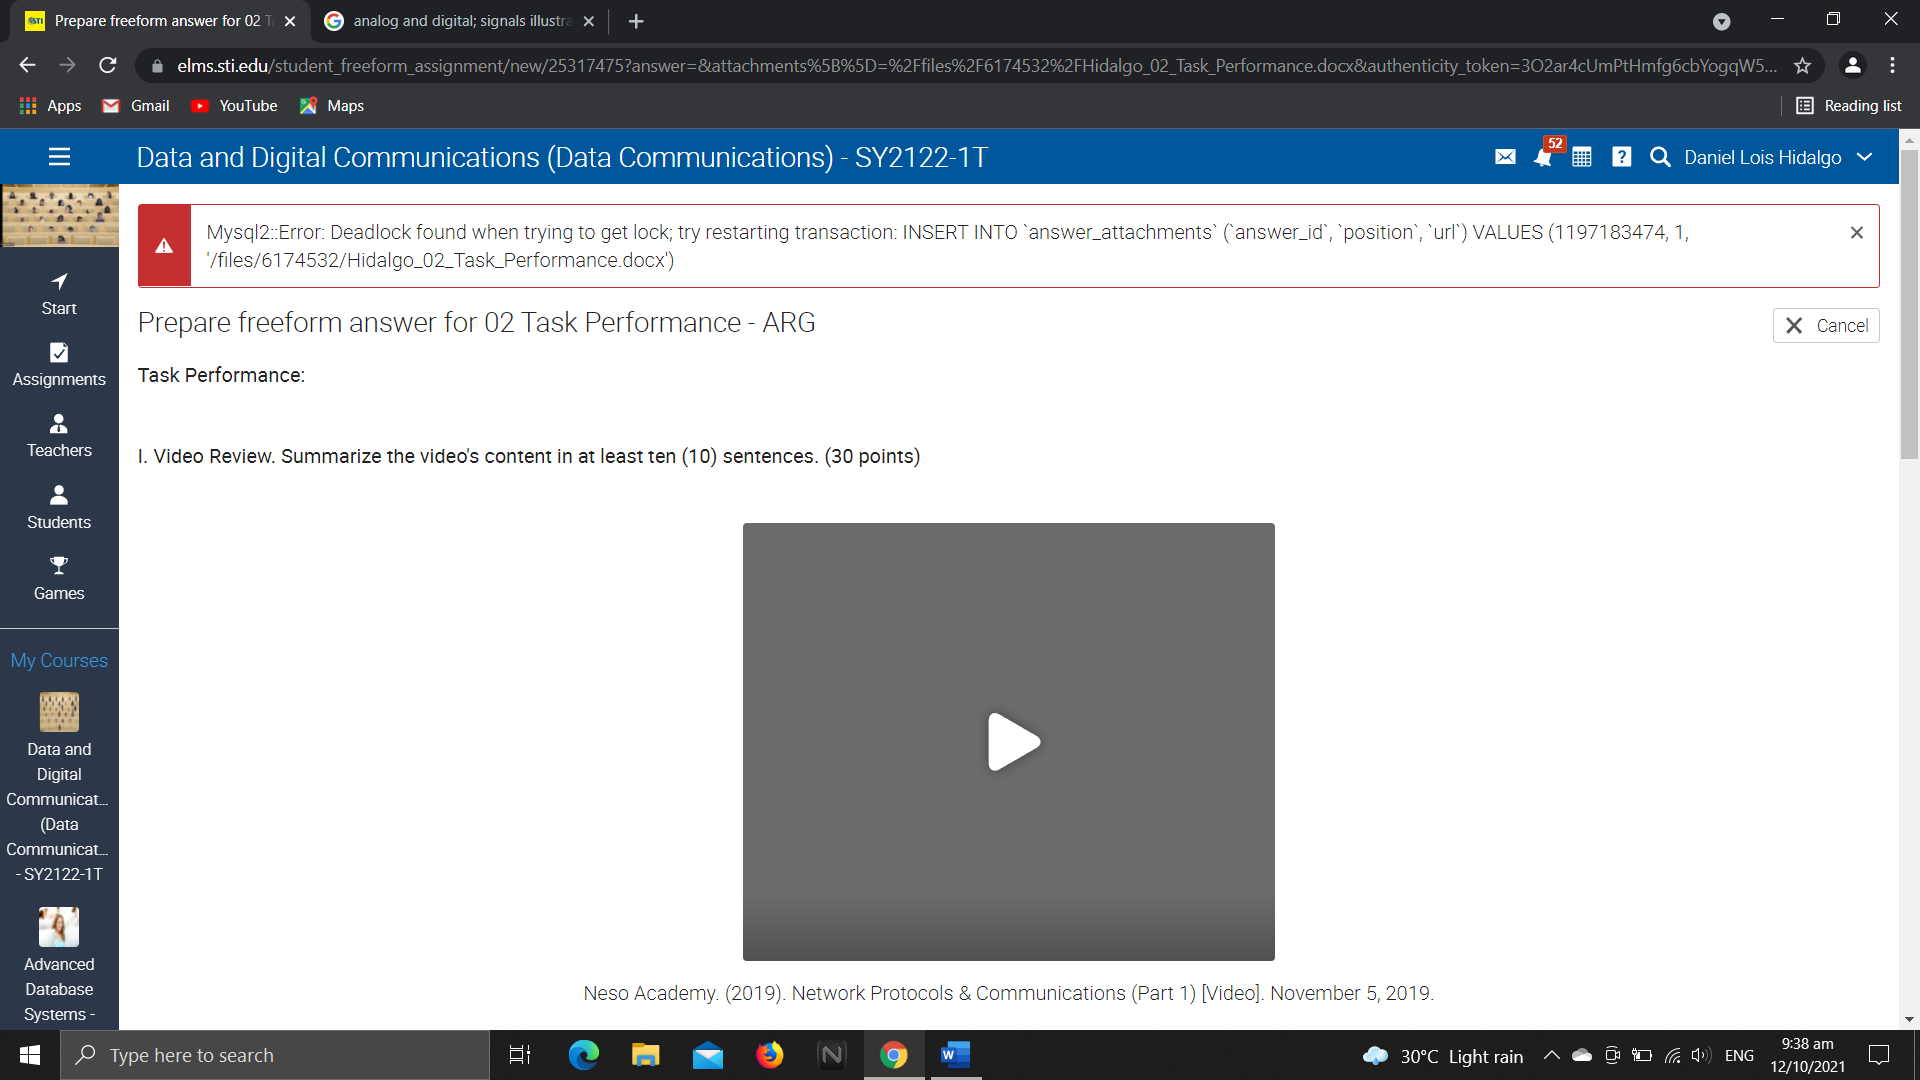 STI
Prepare freeform answer for 02 T
analog and digital; signals illustra
elms.sti.edu/student_freeform_assignment/new/25317475?answer=&attachments%5B%5D=%2Ffiles%2F6174532%2FHidalgo_02_Task_Performance.docx&authenticity_token=3O2ar4cUmPtHmfg6cbYogqW5...
Apps
Gmail
YouTube
Maps
Reading list
Data and Digital Communications (Data Communications) - SY2122-1T
52
?
Daniel Lois Hidalgo
Mysql2::Error: Deadlock found when trying to get lock; try restarting transaction: INSERT INTO `answer_attachments` (`answer_id`, `position`, `url`) VALUES (1197183474, 1,
'/files/6174532/Hidalgo_02_Task_Performance.docx')
Prepare freeform answer for 02 Task Performance - ARG
Cancel
Task Performance:
I. Video Review. Summarize the video's content in at least ten (10) sentences. (30 points)
Neso Academy. (2019). Network Protocols & Communications (Part 1) [Video]. November 5, 2019.
Start
Assignments
Teachers
Students
Games
My Courses
Data and
Digital
Communicat...
(Data
Communicat...
- SY2122-1T
Advanced
Database
Systems -
Type here to search
N
W
30°C Light rain
ENG
9:38 am
12/10/2021